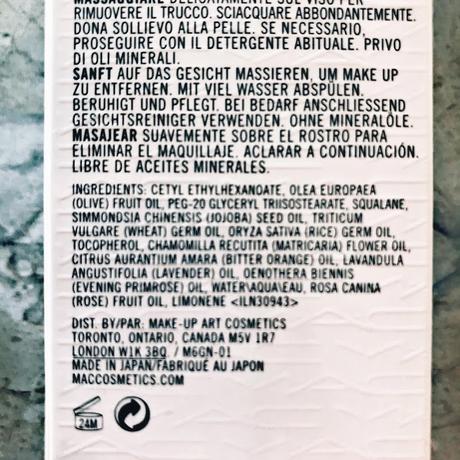 MASSAGGIARE DELICATAMENTE SUL VISO PER
RIMUOVERE IL TRUCCO. SCIACQUARE ABBONDANTEMENTE.
DONA SOLLIEVO ALLA PELLE. SE NECESSARIO,
PROSEGUIRE CON IL DETERGENTE ABITUALE. PRIVO
DI OLI MINERALI.
SANFT AUF DAS GESICHT MASSIEREN, UM MAKE UP
ZU ENTFERNEN. MIT VIEL WASSER ABSPÜLEN.
BERUHIGT UND PFLEGT. BEI BEDARF ANSCHLIESSEND
GESICHTSREINIGER VERWENDEN. OHNE MINERALÖLE.
MASAJEAR SUAVEMENTE SOBRE EL ROSTRO PARA
ELIMINAR EL MAQUILLAJE. ACLARAR A CONTINUACIÓN.
LIBRE DE ACEITES MINERALES.
INGREDIENTS: CETYL ETHYLHEXANOATE, OLEA EUROPAEA
(OLIVE) FRUIT OIL, PEG-20 GLYCERYL TRIISOSTEARATE, SQUALANE,
SIMMONDSIA CHINENSIS (JOJOBA) SEED OIL, TRITICUM
VULGARE (WHEAT) GERM OIL, ORYZA SATIVA (RICE) GERM OIL,
TOCOPHEROL, CHAMOMILLA RECUTITA (MATRICARIA) FLOWER OIL,
CITRUS AURANTIUM AMARA (BITTER ORANGE) OIL, LAVANDULA
ANGUSTIFOLIA (LAVENDER) OIL, OENOTHERA BIENNIS
(EVENING PRIMROSE) OIL, WATER\AQUA\EAU, ROSA CANINA
(ROSE) FRUIT OIL, LIMONENE <ILN30943>
DIST. BY/PAR: MAKE-UP ART COSMETICS
TORONTO, ONTARIO, CANADA M5V 1R7
LONDON W1K 3BQ. / M6GN-01
MADE IN JAPAN/FABRIQUÉ AU JAPON
MACCOSMETICS.COM
24M